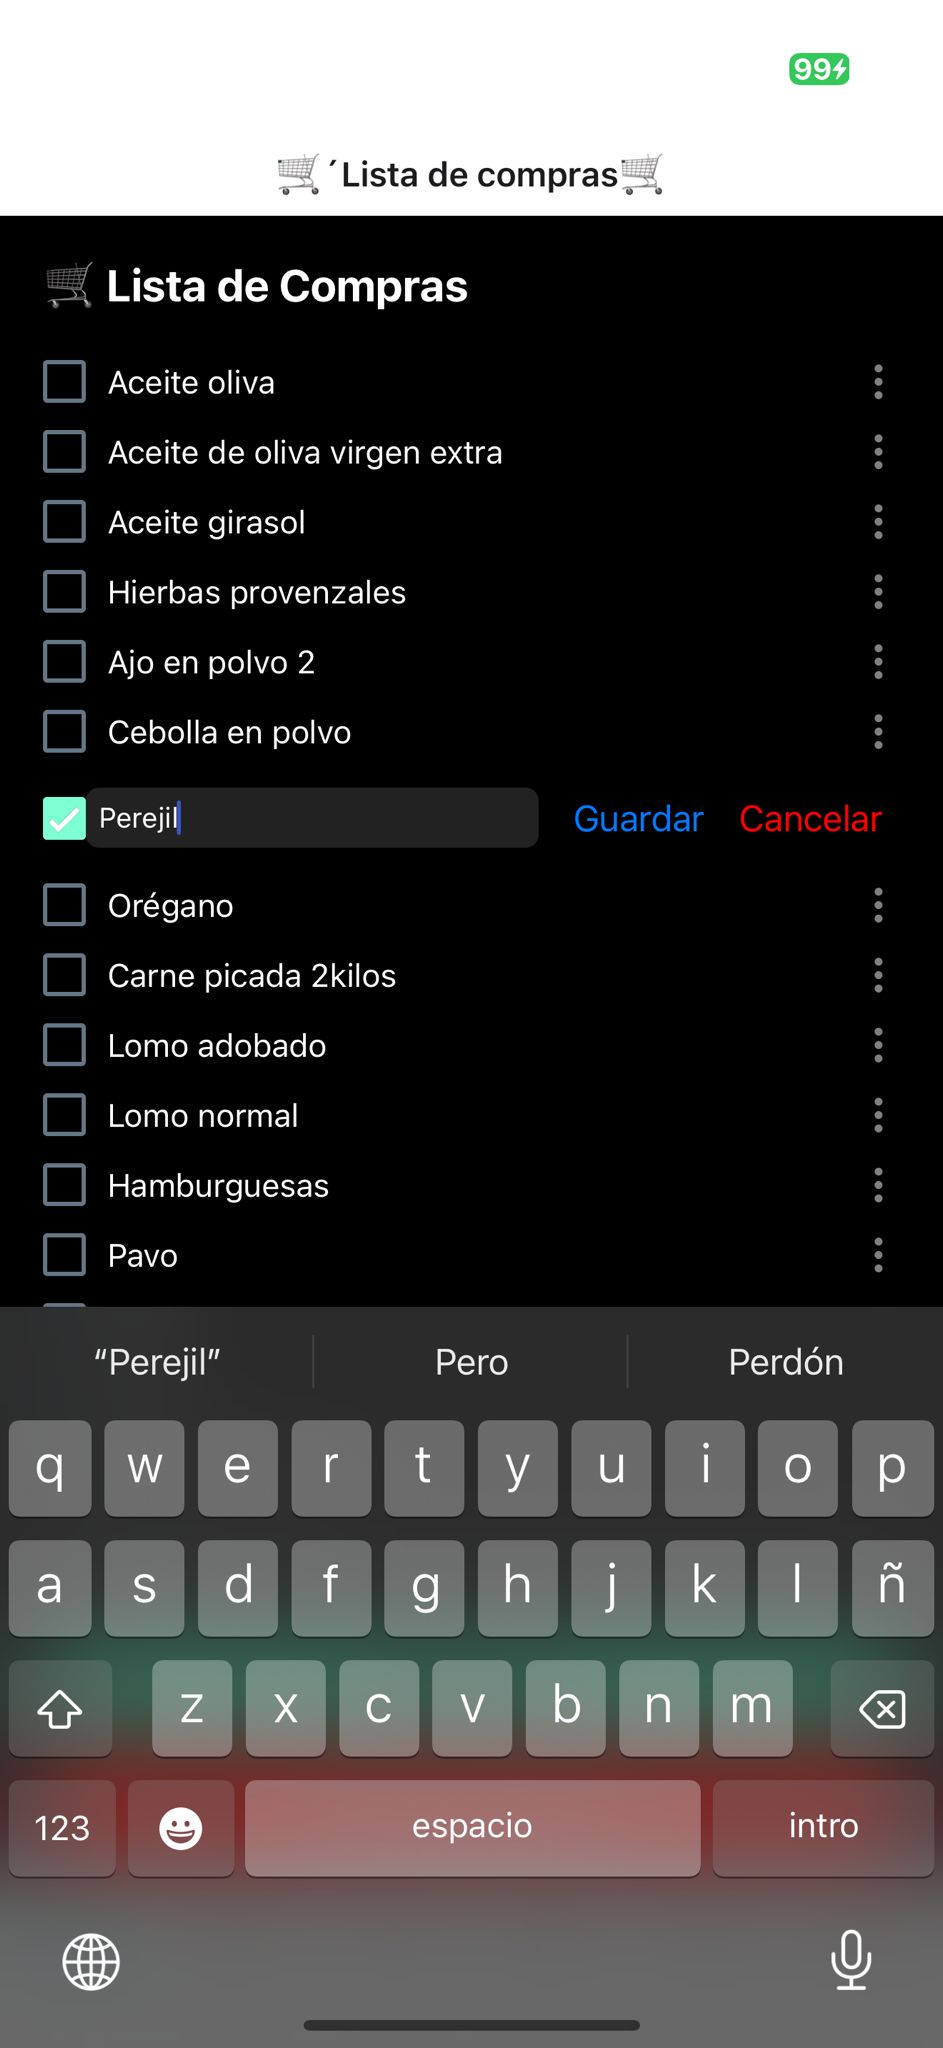 99
´Lista de compras
Lista de Compras
Aceite oliva
Aceite de oliva virgen extra
Aceite girasol
Hierbas provenzales
Ajo en polvo 2
Cebolla en polvo
Perejil Guardar Cancelar
Orégano
Carne picada 2kilos
Lomo adobado
Lomo normal
Hamburguesas
Pavo
“Perejil” Pero Perdón
q w e r t y u i o p
a s d f g h j k l ñ
z x c v b n m
123 espacio intro